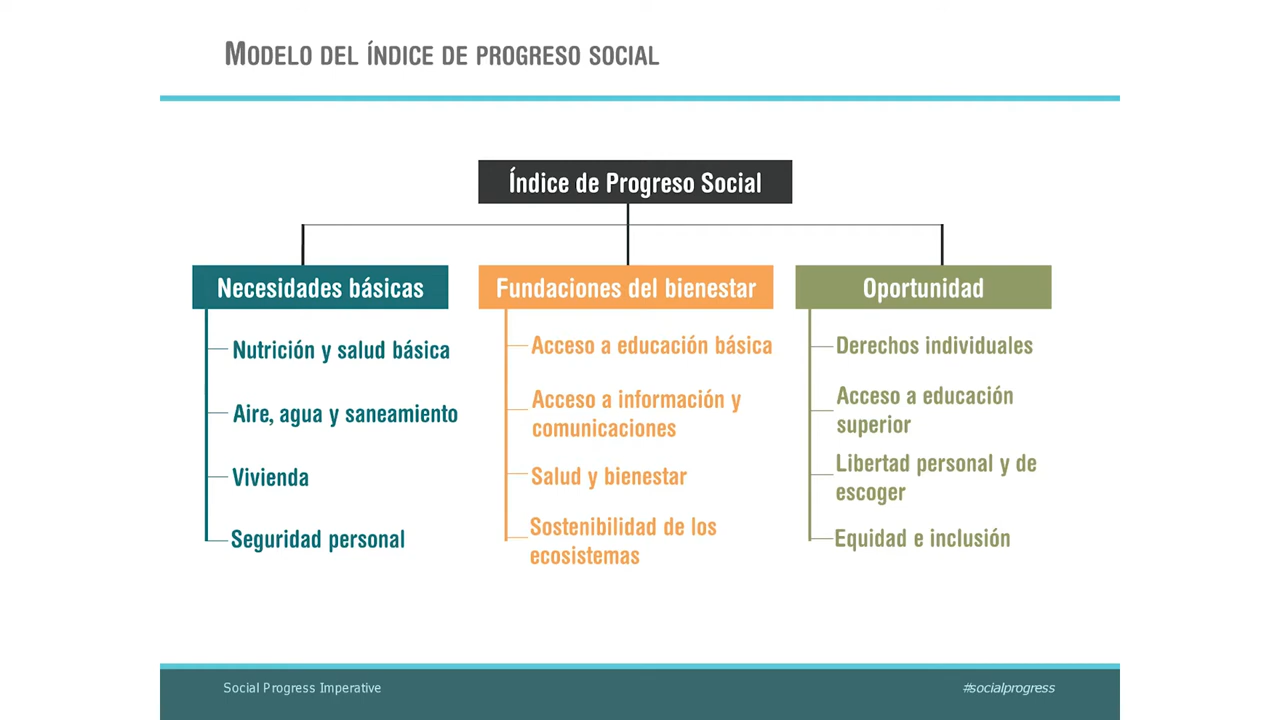 MODELO DEL ÍNDICE DE PROGRESO SOCIAL
Índice de Progreso Social
Necesidades básicas
Nutrición y salud básica
Aire, agua y saneamiento
Vivienda
Seguridad personal
Fundaciones del bienestar
Acceso a educación básica
Acceso a información y
comunicaciones
Salud y bienestar
Sostenibilidad de los
ecosistemas
Oportunidad
Derechos individuales
Acceso a educación
superior
Libertad personal y de
escoger
Equidad e inclusión
Social Progress Imperative
#socialprogress